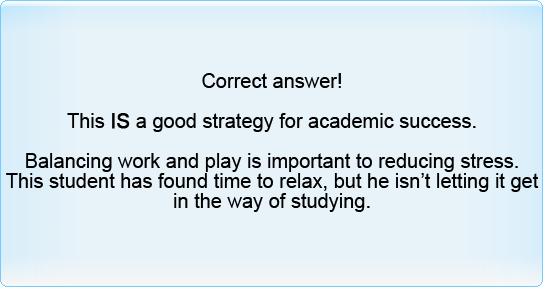 Correct answer!
This IS a good strategy for academic success.
Balancing work and play is important to reducing stress.
This student has found time to relax, but he isn’t letting it get
in the way of studying.